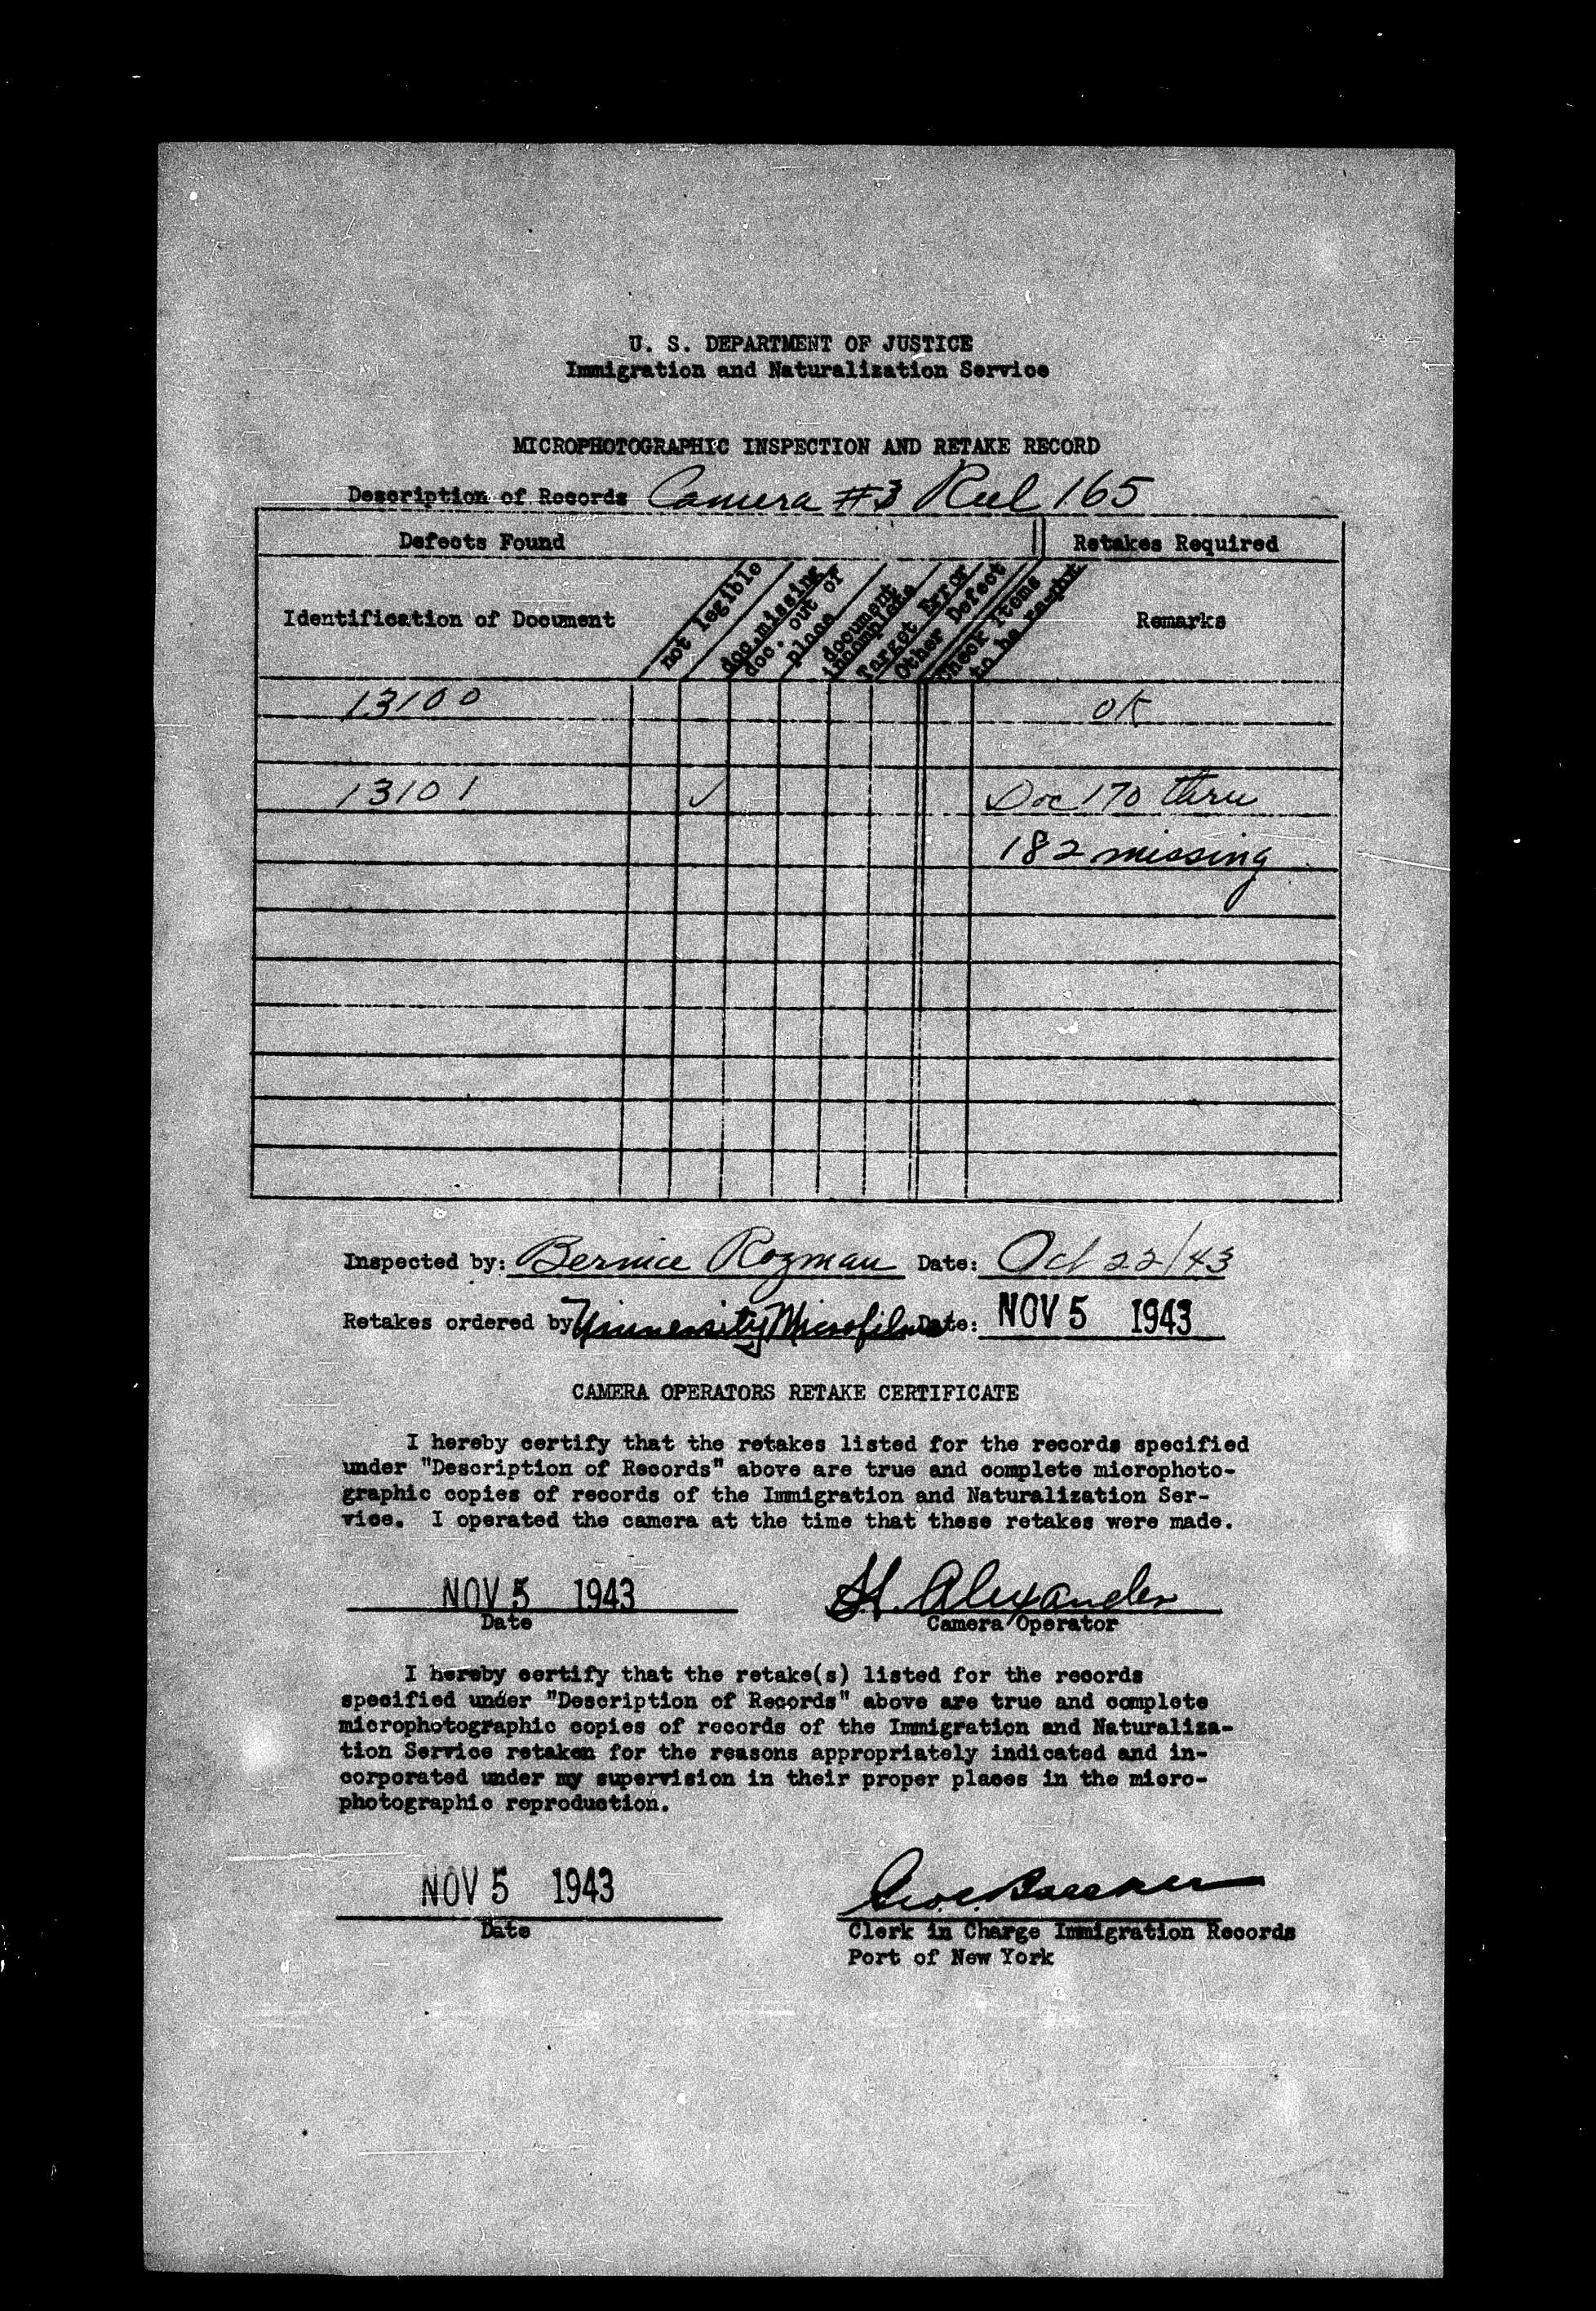 U. S. DEPARTMENT OF JUSTICE
Immigration and Naturalization Service
MICROPHOTOGRAPHIC INSPECTION AND RETAKE RECORD
Description of Records Camera #3 Reel 165
Defects Found Retakes Required
Identification of Document not legible doc. missing doc. out of place document incomplete Target Error Other Defect Check items to be re-pht Remarks
13100 OK
13101 ✓ Doc 170 thru
182 missing
Inspected by: Bernice Rozman Date: Oct 22/43
Retakes ordered by University Microfilms Date: NOV 5 1943
CAMERA OPERATORS RETAKE CERTIFICATE
I hereby certify that the retakes listed for the records specified
under "Description of Records" above are true and complete microphoto-
graphic copies of records of the Immigration and Naturalization Ser-
vice. I operated the camera at the time that these retakes were made.
NOV 5 1943 H. Alexander
Date Camera Operator
I hereby certify that the retake(s) listed for the records
specified under "Description of Records" above are true and complete
microphotographic copies of records of the Immigration and Naturaliza-
tion Service retaken for the reasons appropriately indicated and in-
corporated under my supervision in their proper places in the micro-
photographic reproduction.
NOV 5 1943
Date Clerk in Charge Immigration Records
Port of New York